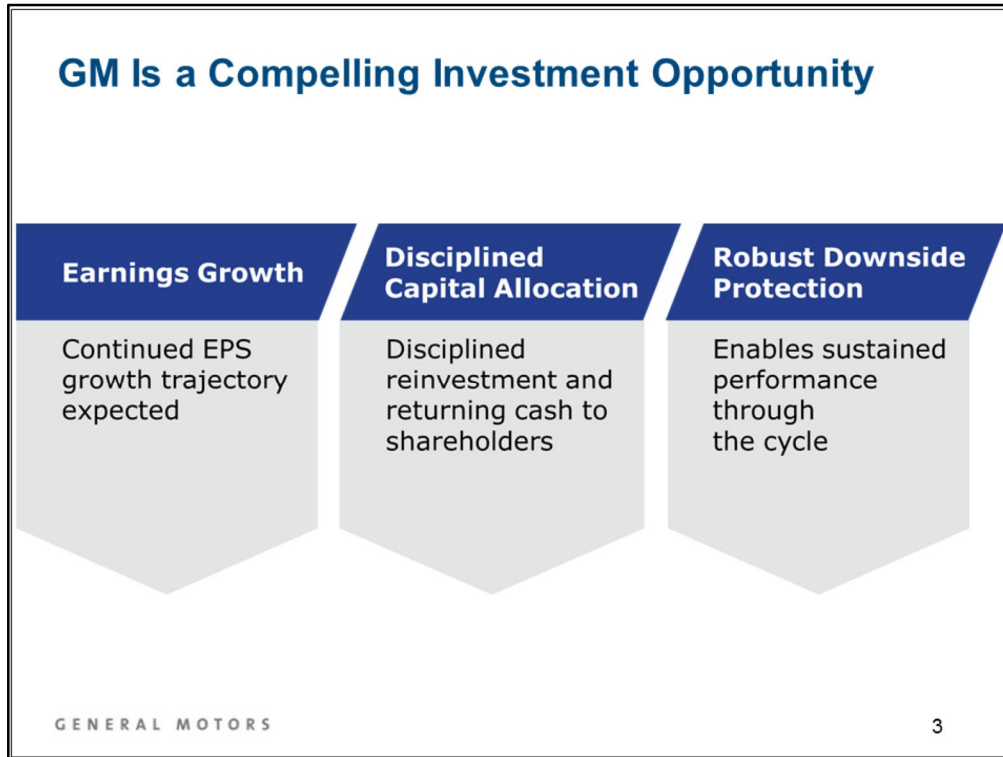 GM Is a Compelling Investment Opportunity
Earnings Growth
Continued EPS
growth trajectory
expected
Disciplined
Capital Allocation
Disciplined
reinvestment and
returning cash to
shareholders
Robust Downside
Protection
Enables sustained
performance
through
the cycle
GENERAL MOTORS
3